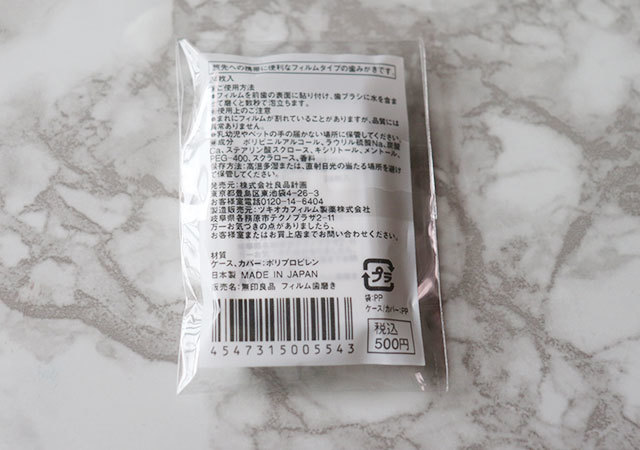 旅先への携帯に便利なフィルムタイプの歯みがきです。
枚入
ご使用方法
●フィルムを前歯の表面に貼り付け、歯ブラシに水を含ま
せて磨くと数秒で泡立ちます。
使用上のご注意
まれにフィルムが割れていることがありますが、品質には
異常ありません。
乳幼児やペットの手の届かない場所に保管してください。
成分 ポリビニルアルコール、ラウリル硫酸Na、炭酸
Ca、ステアリン酸スクロース、キシリトール、メントール、
PEG-400、スクラロース、香料
保存方法:高温多湿または、直射日光の当たる場所を避け
て保管してください。
発売元:株式会社良品計画
東京都豊島区東池袋4-26-3
お客様室電話0120-14-6404
製造販売元:ツキオカフィルム製薬株式会社
岐阜県各務原市テクノプラザ2-11
万一お気づきの点がありましたら、
お客様室またはお買上店までお問い合わせください。
材質
ケース、カバー:ポリプロピレン
日本製 MADE IN JAPAN
販売名:無印良品 フィルム歯磨き
プラ
袋:PP
ケース/カバー:PP
4547315005543
税込
500円